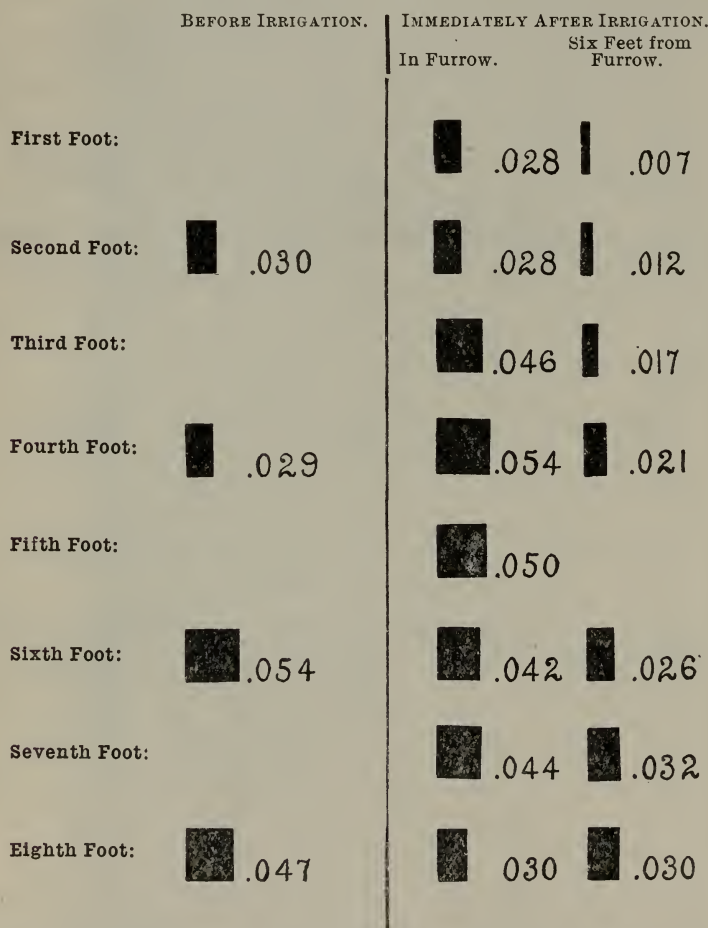 BEFORE IRRIGATION. IMMEDIATELY AFTER IRRIGATION.
In Furrow. Six Feet from Furrow.
First Foot: .028 .007
Second Foot: .030 .028 .012
Third Foot: .046 .017
Fourth Foot: .029 .054 .021
Fifth Foot: .050
Sixth Foot: .054 .042 .026
Seventh Foot: .044 .032
Eighth Foot: .047 030 .030